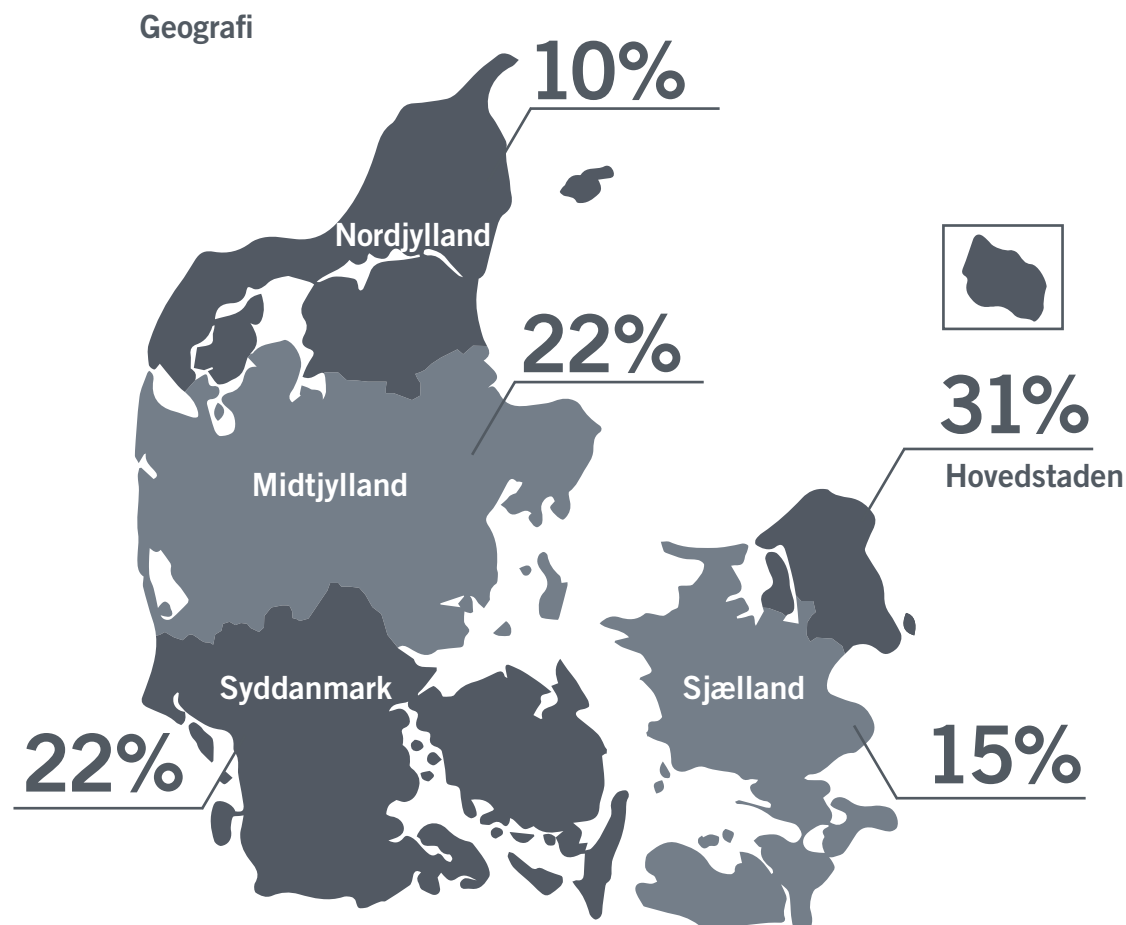 Geografi
10%
Nordjylland
22%
31%
Hovedstaden
Midtjylland
Syddanmark
Sjælland
22%
15%